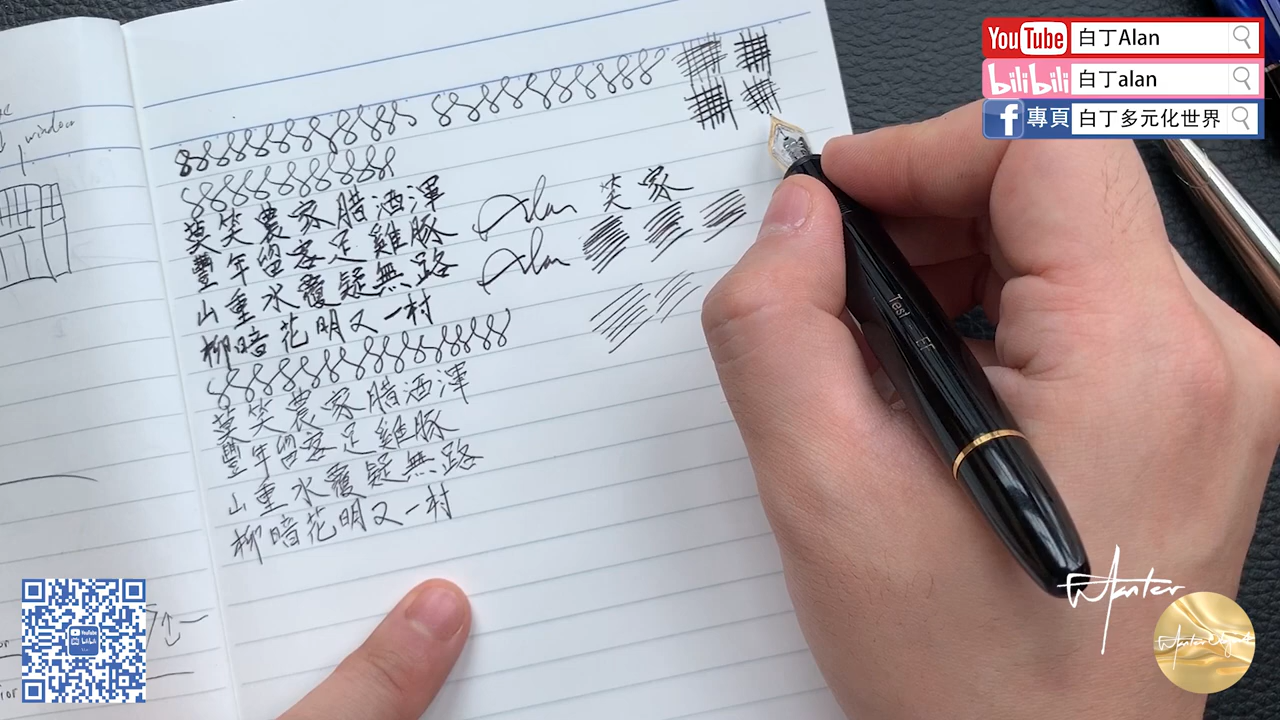 YouTube 白丁Alan
bilibili 白丁alan
f 專頁 白丁多元化世界
window
莫笑農家腊酒渾
豐年留客足雞豚
山重水覆疑無路
柳暗花明又一村
Alan 笑家
Alan
莫笑農家腊酒渾
豐年留客足雞豚
山重水覆疑無路
柳暗花明又一村
Test EF
YouTube
bilibili